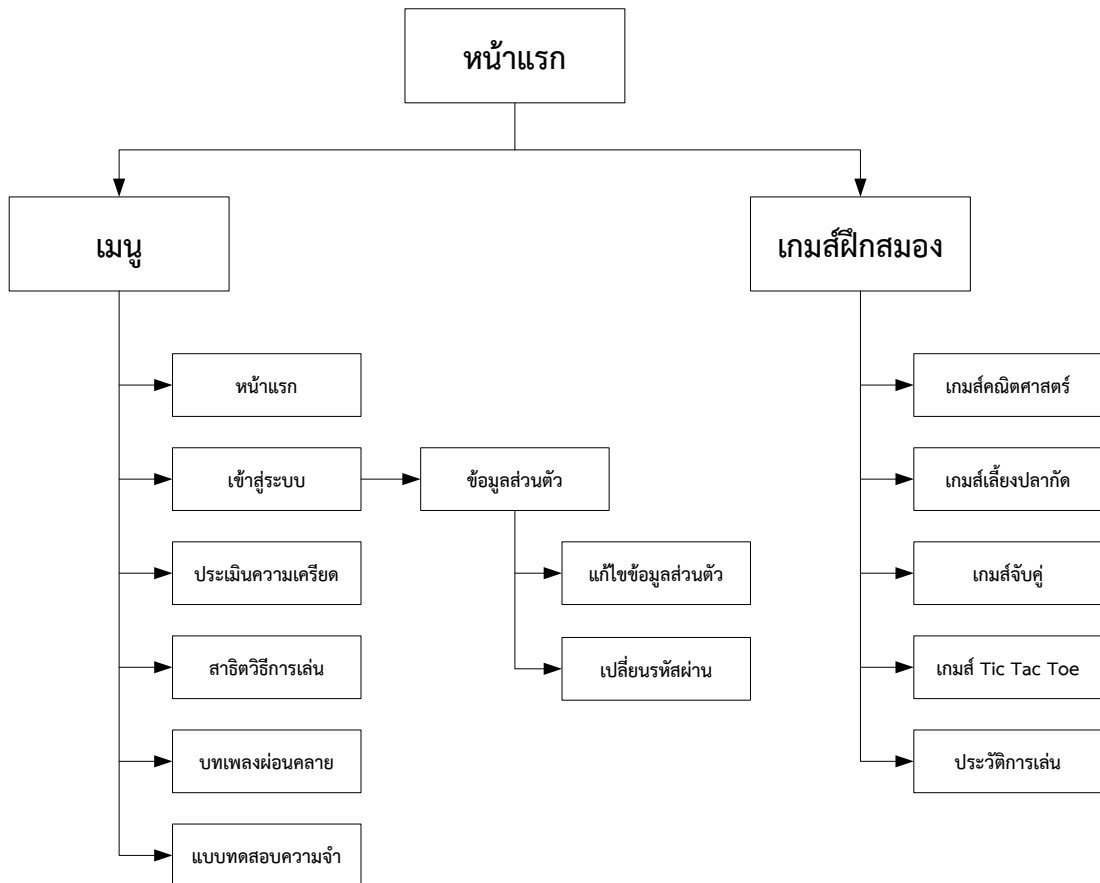 หน้าแรก
เมนู
เกมส์ฝึกสมอง
หน้าแรก
เกมส์คณิตศาสตร์
เข้าสู่ระบบ
ข้อมูลส่วนตัว
เกมส์เลี้ยงปลากัด
ประเมินความเครียด
แก้ไขข้อมูลส่วนตัว
เกมส์จับคู่
สาธิตวิธีการเล่น
เปลี่ยนรหัสผ่าน
เกมส์ Tic Tac Toe
บทเพลงผ่อนคลาย
ประวัติการเล่น
แบบทดสอบความจำ